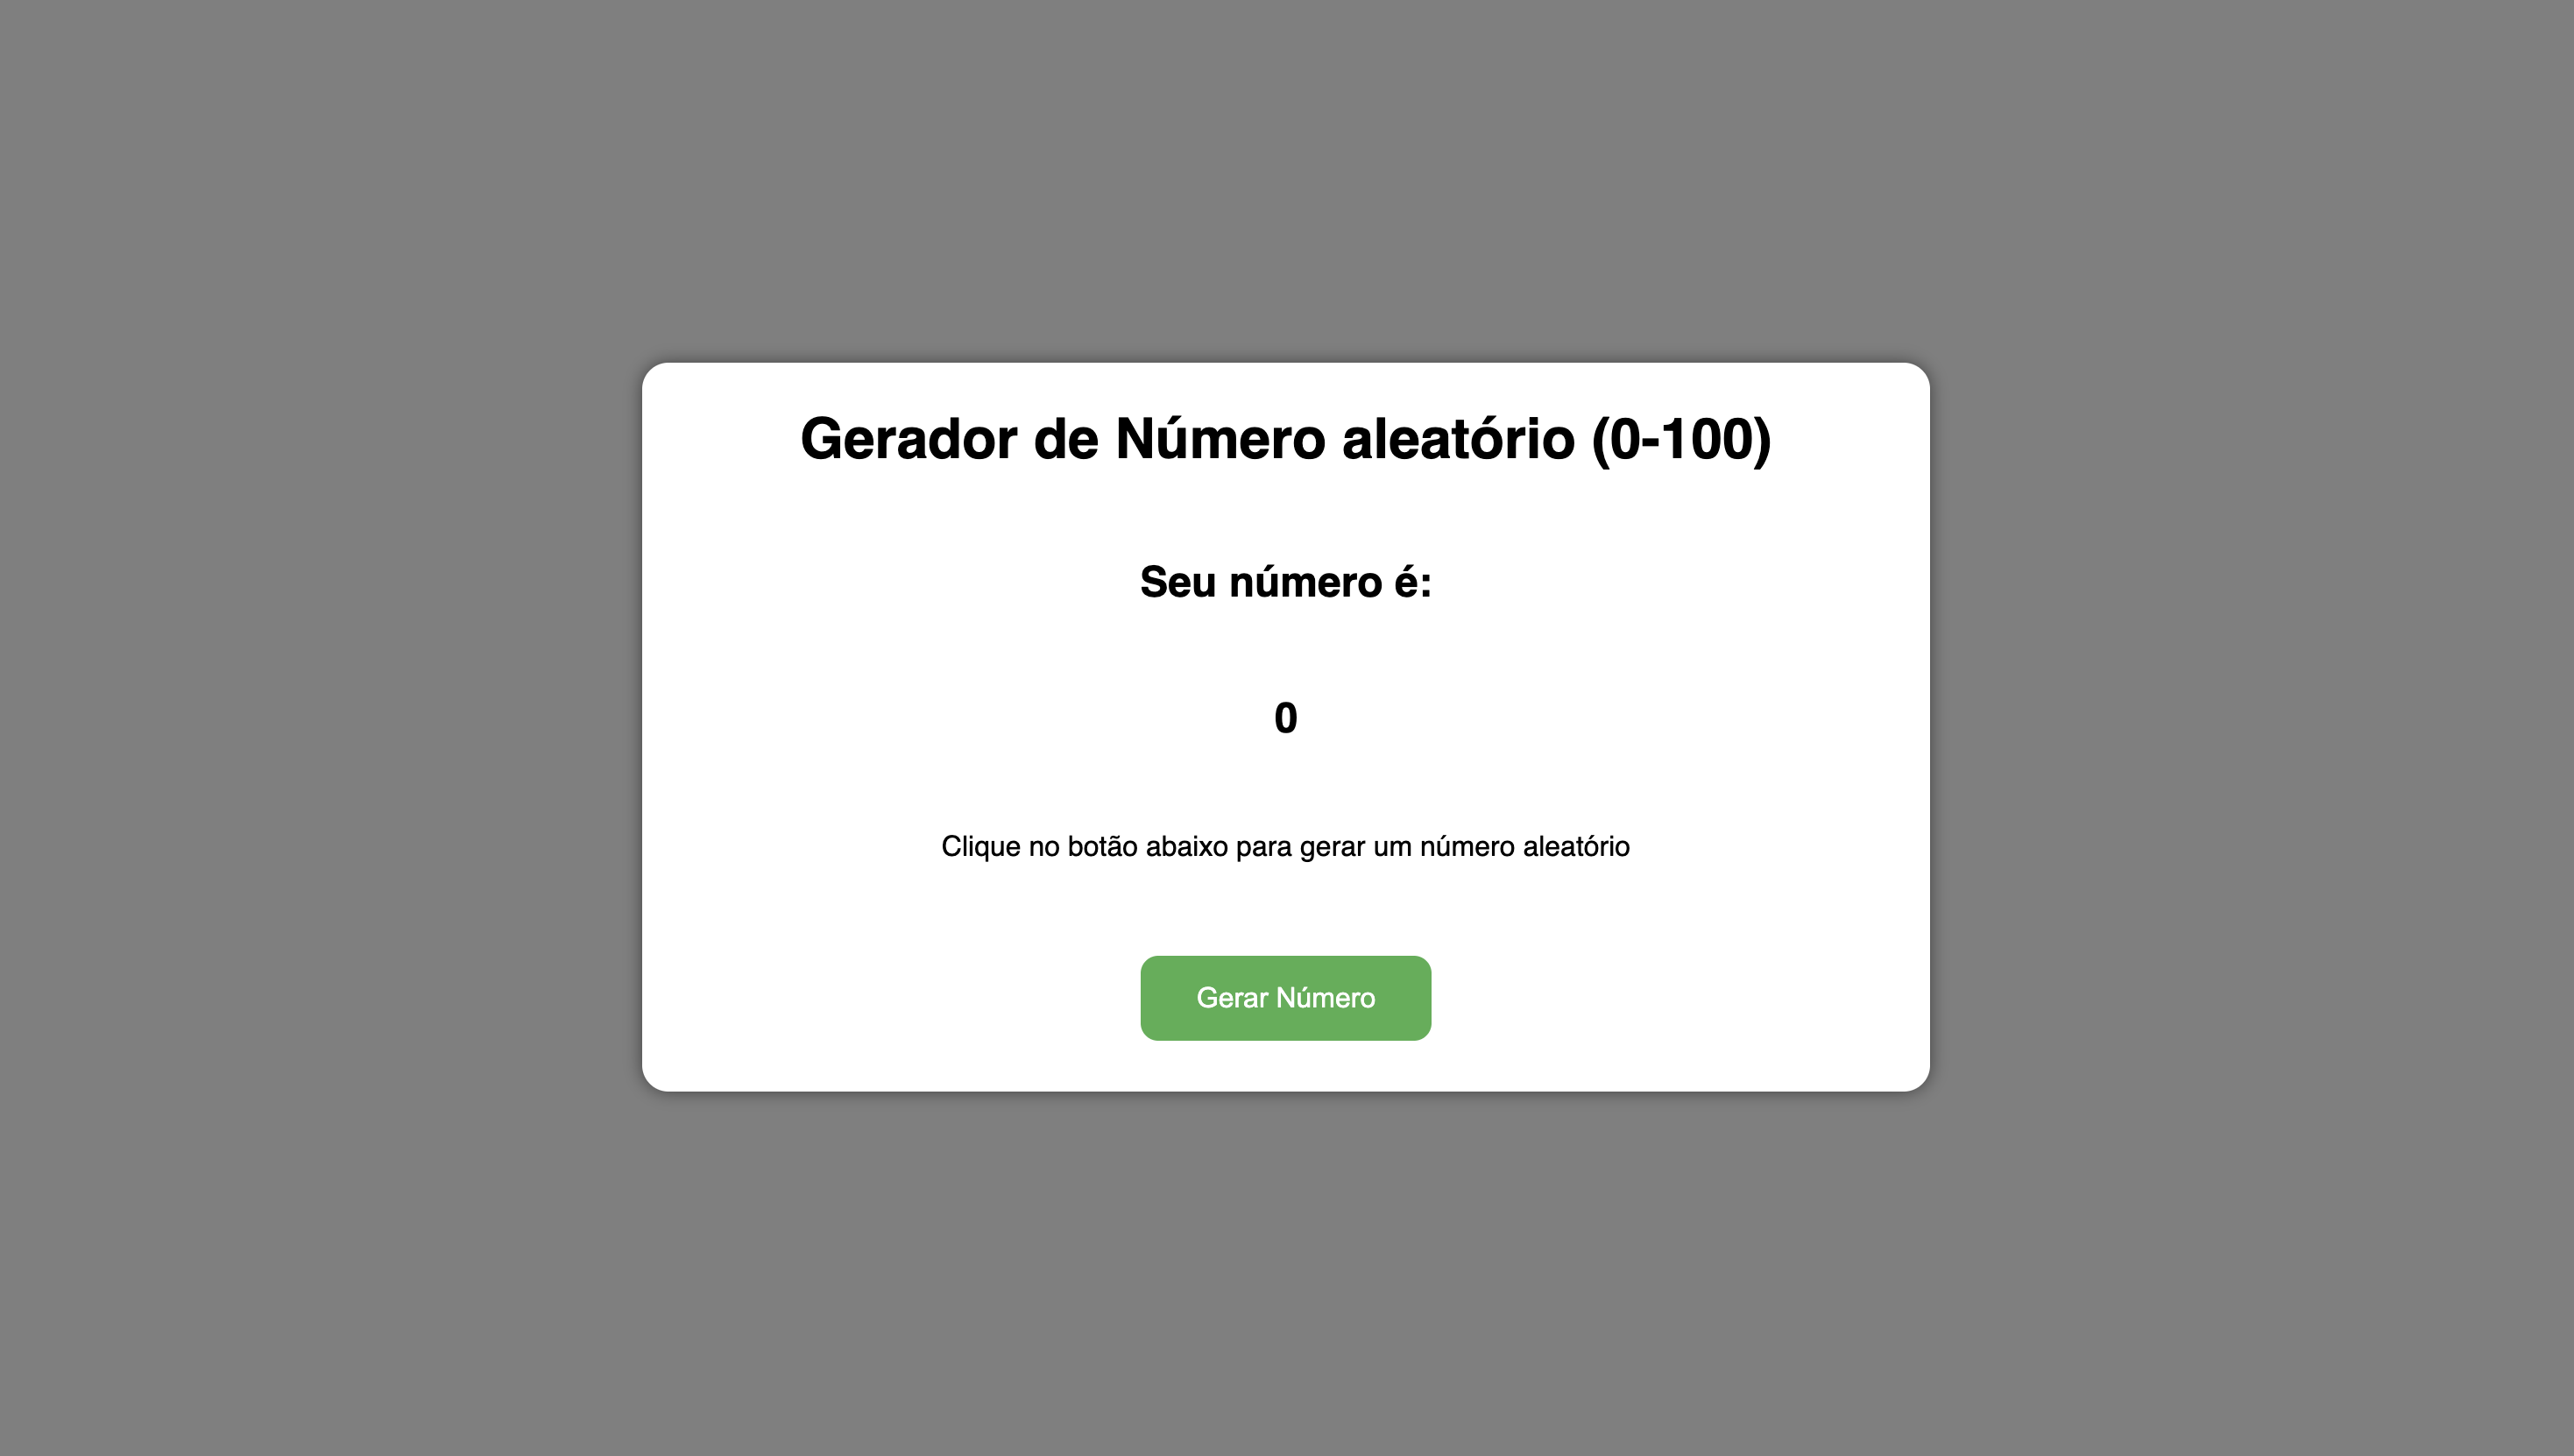 Gerador de Número aleatório (0-100)
Seu número é:
0
Clique no botão abaixo para gerar um número aleatório
Gerar Número